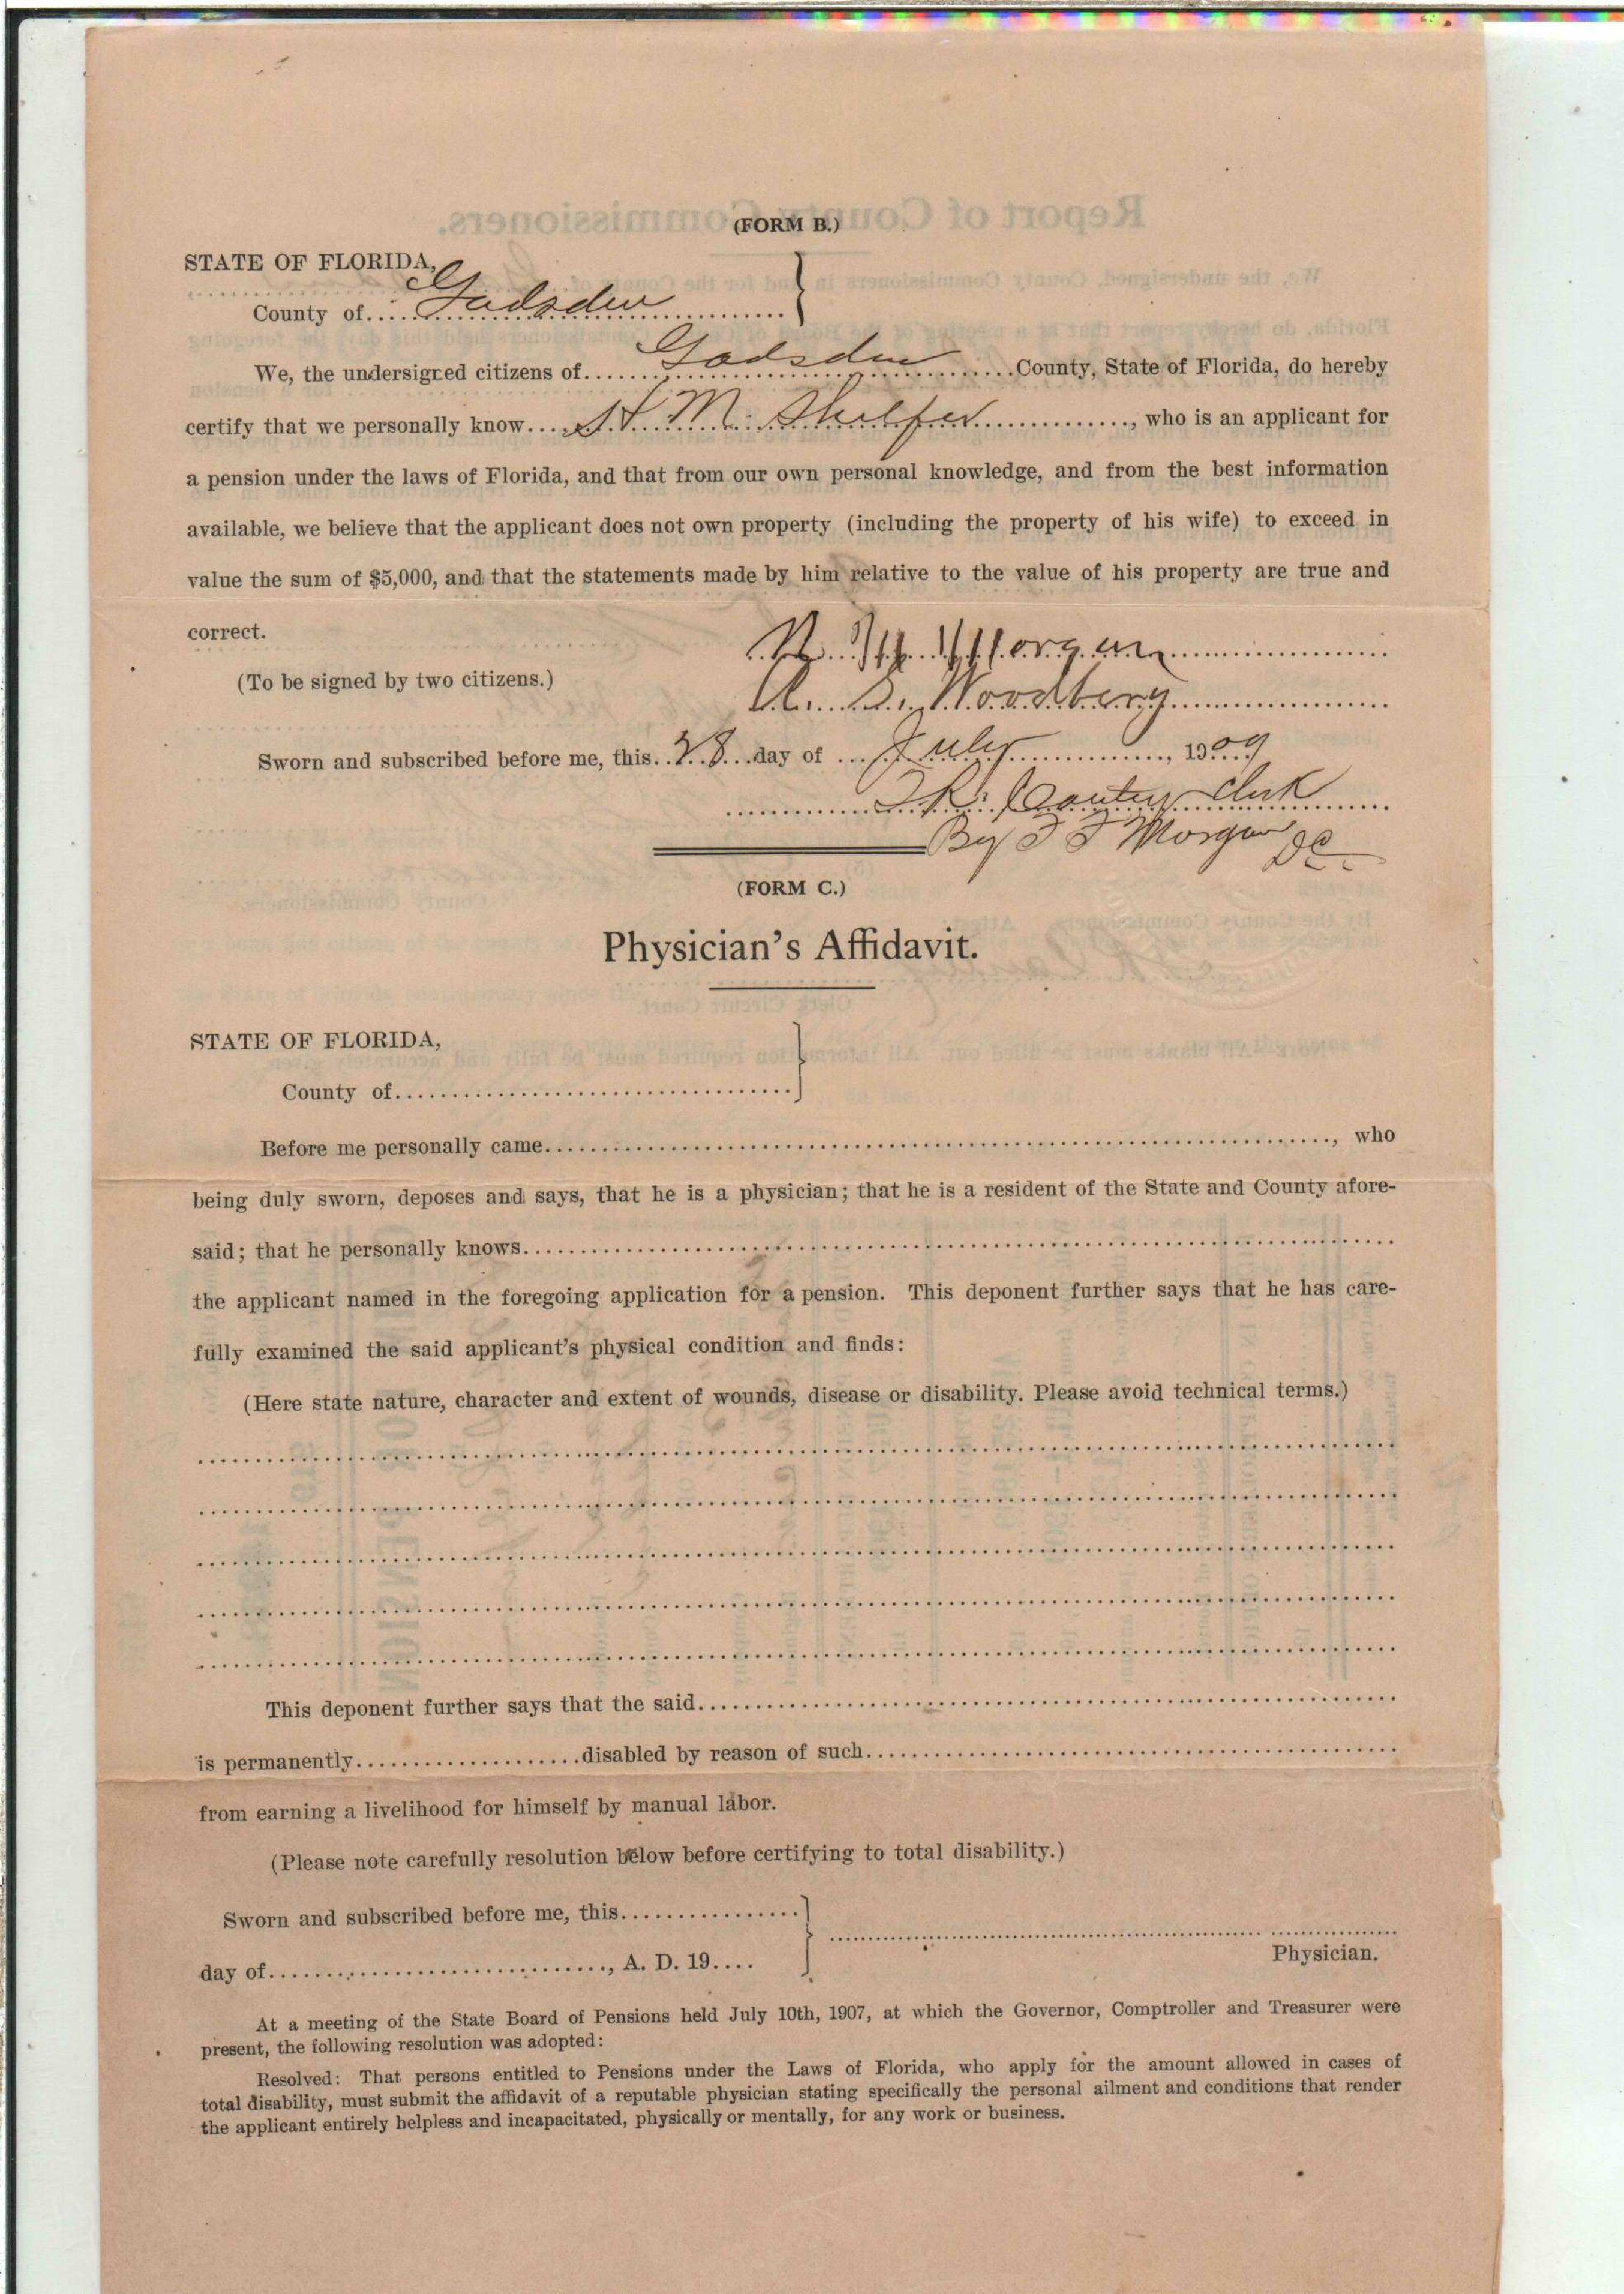 (FORM B.)
STATE OF FLORIDA,
County of....Gadsden....
We, the undersigned citizens of....Gadsden....County, State of Florida, do hereby
certify that we personally know....H. M. Shelfer...., who is an applicant for
a pension under the laws of Florida, and that from our own personal knowledge, and from the best information
available, we believe that the applicant does not own property (including the property of his wife) to exceed in
value the sum of $5,000, and that the statements made by him relative to the value of his property are true and
correct.
Morgan
(To be signed by two citizens.)
Woodbery
Sworn and subscribed before me, this..28..day of ...July...., 1909
Clerk
By F F Morgan DC
(FORM C.)
Physician's Affidavit.
STATE OF FLORIDA,
County of....
Before me personally came...., who
being duly sworn, deposes and says, that he is a physician; that he is a resident of the State and County afore-
said; that he personally knows....
the applicant named in the foregoing application for a pension. This deponent further says that he has care-
fully examined the said applicant's physical condition and finds:
(Here state nature, character and extent of wounds, disease or disability. Please avoid technical terms.)
This deponent further says that the said....
is permanently....disabled by reason of such....
from earning a livelihood for himself by manual labor.
(Please note carefully resolution below before certifying to total disability.)
Sworn and subscribed before me, this....
day of...., A. D. 19....
Physician.
At a meeting of the State Board of Pensions held July 10th, 1907, at which the Governor, Comptroller and Treasurer were
present, the following resolution was adopted:
Resolved: That persons entitled to Pensions under the Laws of Florida, who apply for the amount allowed in cases of
total disability, must submit the affidavit of a reputable physician stating specifically the personal ailment and conditions that render
the applicant entirely helpless and incapacitated, physically or mentally, for any work or business.